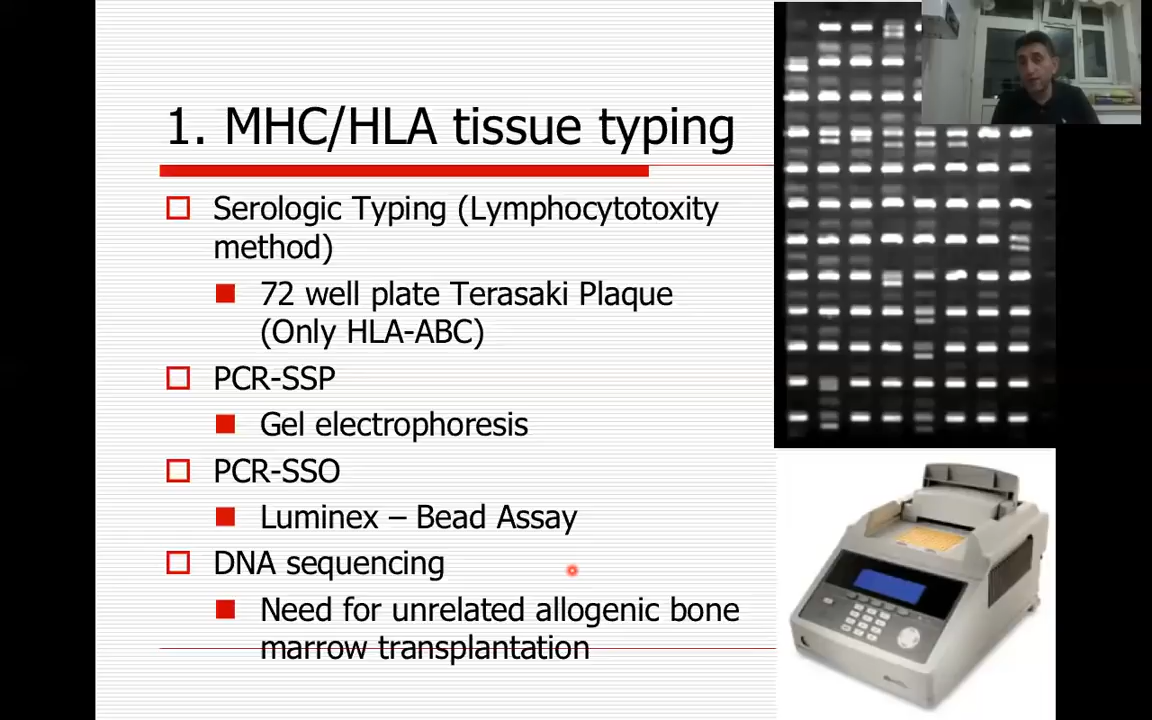 1. MHC/HLA tissue typing
Serologic Typing (Lymphocytotoxity
method)
72 well plate Terasaki Plaque
(Only HLA-ABC)
PCR-SSP
Gel electrophoresis
PCR-SSO
Luminex – Bead Assay
DNA sequencing
Need for unrelated allogenic bone
marrow transplantation